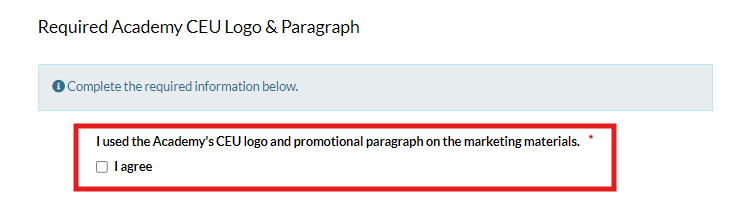 Required Academy CEU Logo & Paragraph
Complete the required information below.
I used the Academy's CEU logo and promotional paragraph on the marketing materials. *
I agree